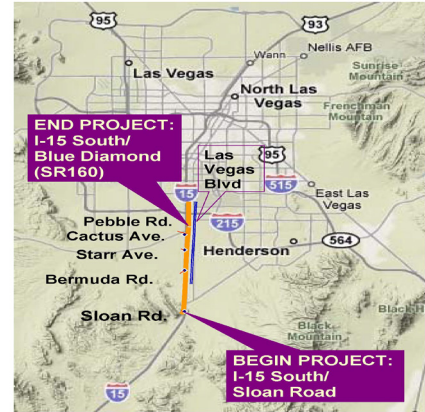 95
93
Nellis AFB
Wann
Las Vegas
Sunrise
Mountain
North Las
Vegas
Frenchman
Mountain
END PROJECT:
I-15 South/
Blue Diamond
(SR160)
Las
Vegas
Blvd
95
15
515
East Las
Vegas
Pebble Rd.
215
Cactus Ave.
564
Starr Ave.
Henderson
Bermuda Rd.
Sloan Rd.
Black
Mountain
Black H
BEGIN PROJECT:
I-15 South/
Sloan Road
15